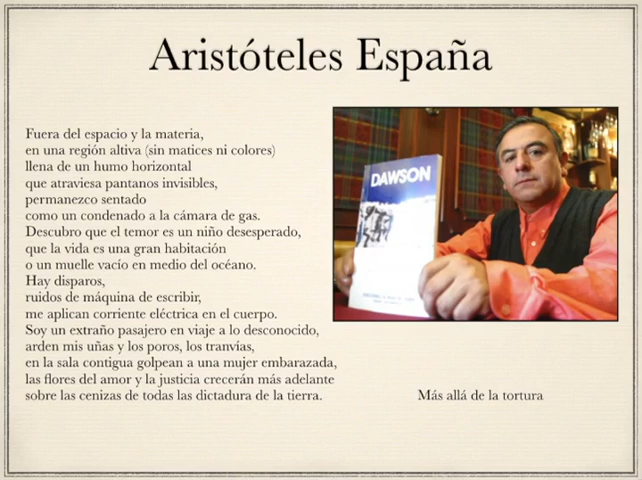 Aristóteles España
Fuera del espacio y la materia,
en una región altiva (sin matices ni colores)
llena de un humo horizontal
que atraviesa pantanos invisibles,
permanezco sentado
como un condenado a la cámara de gas.
Descubro que el temor es un niño desesperado,
que la vida es una gran habitación
o un muelle vacío en medio del océano.
Hay disparos,
ruidos de máquina de escribir,
me aplican corriente eléctrica en el cuerpo.
Soy un extraño pasajero en viaje a lo desconocido,
arden mis uñas y los poros, los tranvías,
en la sala contigua golpean a una mujer embarazada,
las flores del amor y la justicia crecerán más adelante
sobre las cenizas de todas las dictadura de la tierra.
DAWSON
Más allá de la tortura